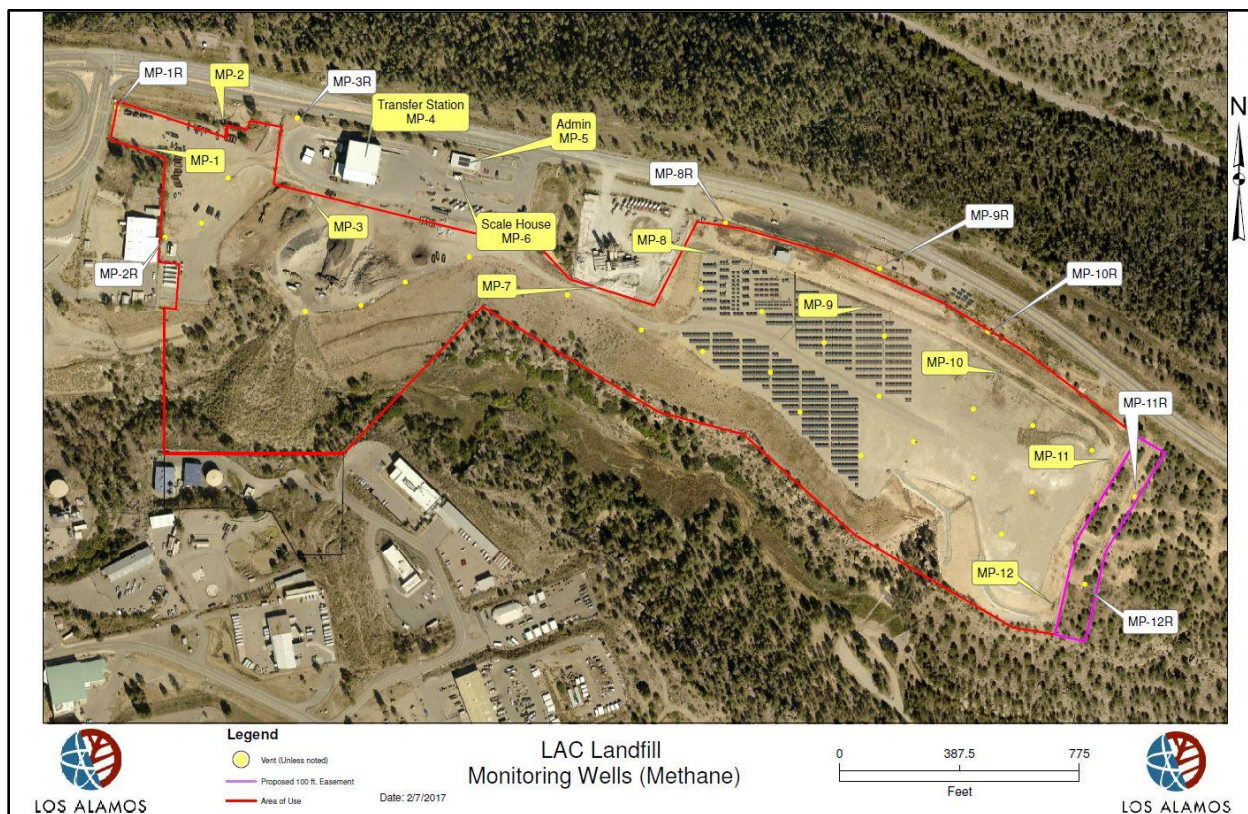 MP-1R
MP-2
MP-3R
Transfer Station
MP-4
Admin
MP-5
N
MP-1
MP-8R
MP-3
Scale House
MP-6
MP-9R
MP-8
MP-2R
MP-10R
MP-7
MP-9
MP-10
MP-11R
MP-11
MP-12
MP-12R
LOS ALAMOS
Legend
Vent (Unless noted)
Proposed 100 ft. Easement
Area of Use
Date: 2/7/2017
LAC Landfill
Monitoring Wells (Methane)
0 387.5 775
Feet
LOS ALAMOS